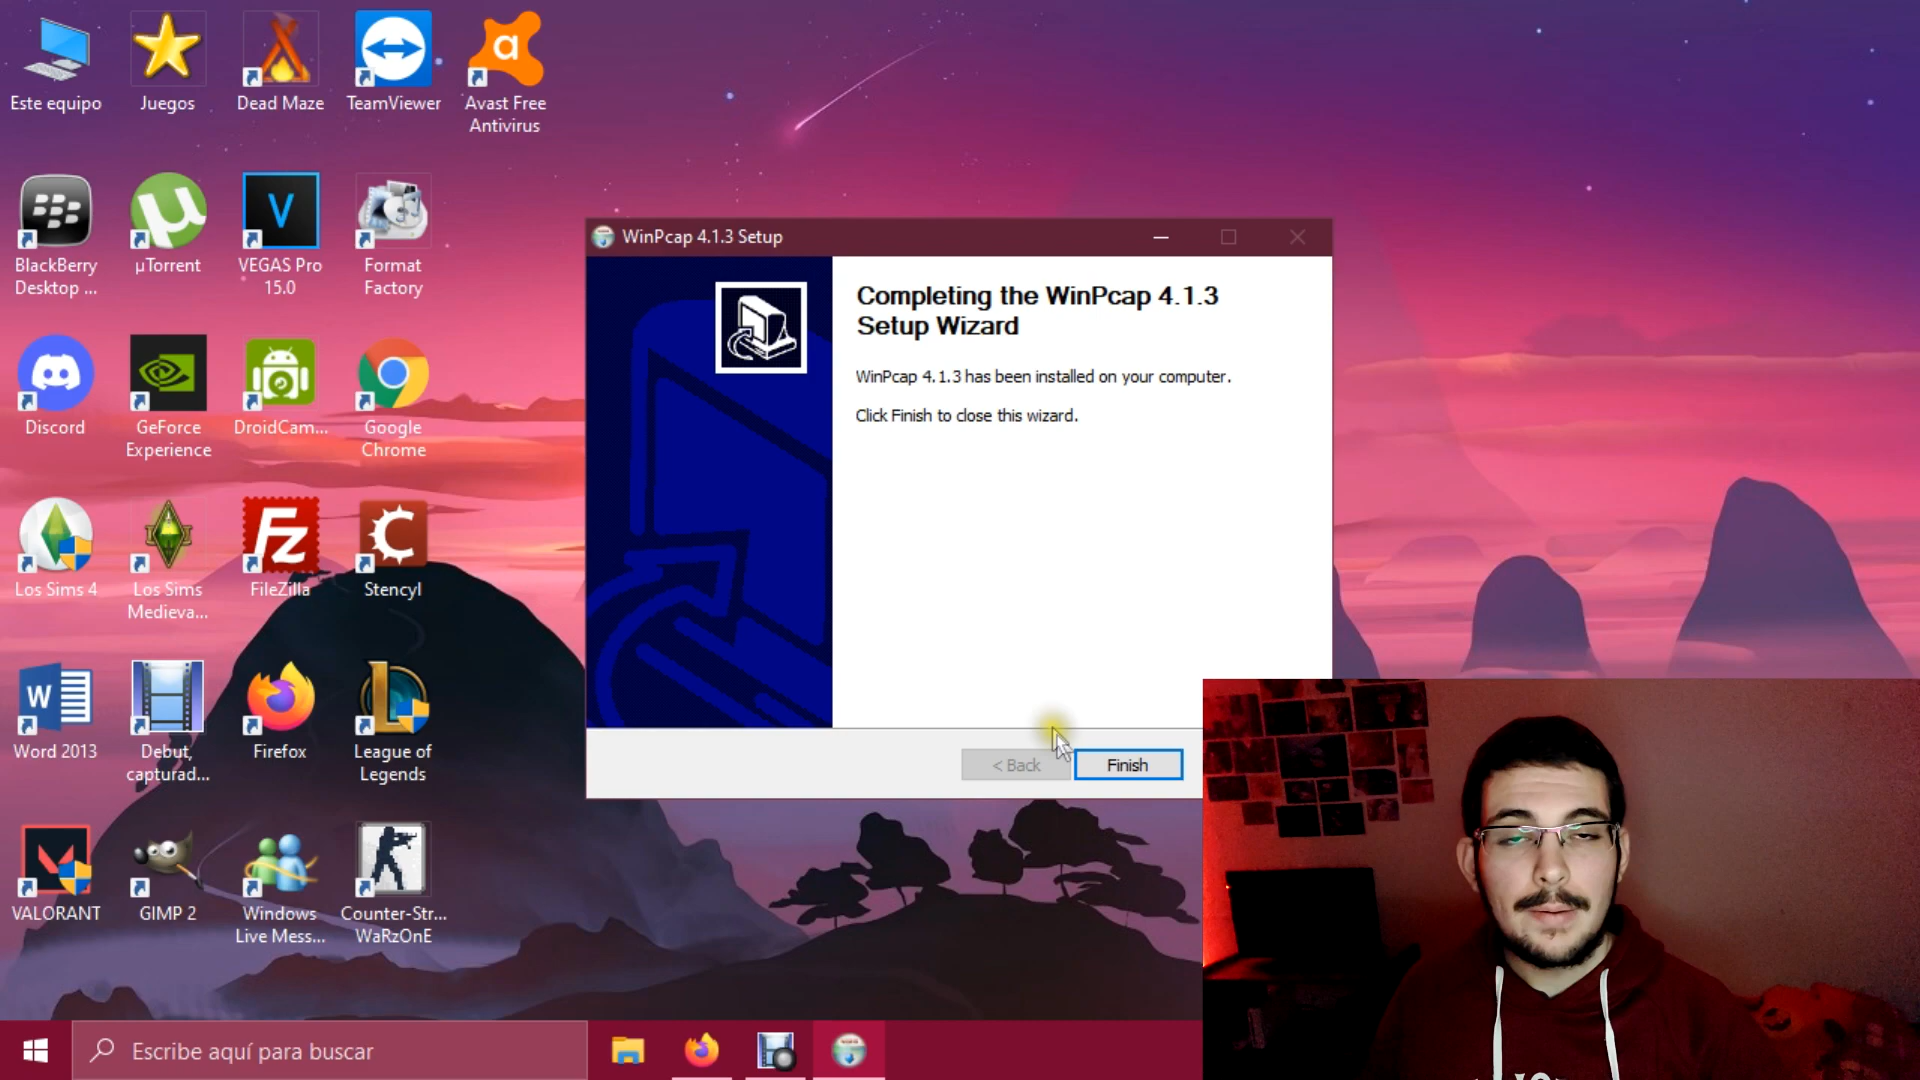 Este equipo
Juegos
Dead Maze
TeamViewer
Avast Free
Antivirus
BlackBerry
Desktop ...
µTorrent
VEGAS Pro
15.0
Format
Factory
Discord
GeForce
Experience
DroidCam...
Google
Chrome
Los Sims 4
Los Sims
Medieva...
FileZilla
Stencyl
Word 2013
Debut,
capturad...
Firefox
League of
Legends
VALORANT
GIMP 2
Windows
Live Mess...
Counter-Str...
WaRzOnE
WinPcap 4.1.3 Setup
Completing the WinPcap 4.1.3
Setup Wizard
WinPcap 4.1.3 has been installed on your computer.
Click Finish to close this wizard.
< Back
Finish
Escribe aquí para buscar